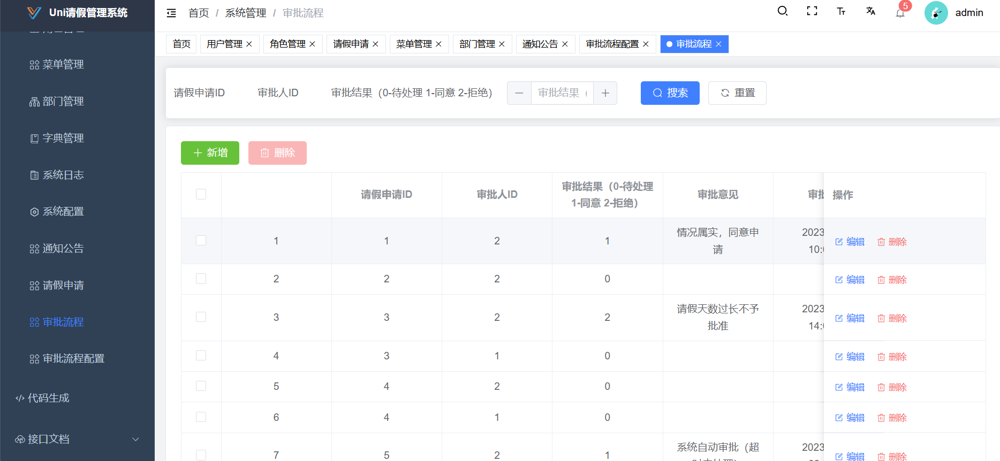 Uni请假管理系统
首页 / 系统管理 / 审批流程
5
admin
首页
用户管理
角色管理
请假申请
菜单管理
部门管理
通知公告
审批流程配置
审批流程
菜单管理
部门管理
字典管理
系统日志
系统配置
通知公告
请假申请
审批流程
审批流程配置
代码生成
接口文档
请假申请ID
审批人ID
审批结果（0-待处理 1-同意 2-拒绝）
审批结果（
搜索
重置
新增
删除
请假申请ID
审批人ID
审批结果（0-待处理
1-同意 2-拒绝）
审批意见
审批
操作
1 1 2 1 情况属实，同意申
请
2023
10:
编辑 删除
2 2 2 0 编辑 删除
3 3 2 2 请假天数过长不予
批准
2023
14:
编辑 删除
4 3 1 0 编辑 删除
5 4 2 0 编辑 删除
6 4 1 0 编辑 删除
7 5 2 1 系统自动审批（超
2023
编辑 删除